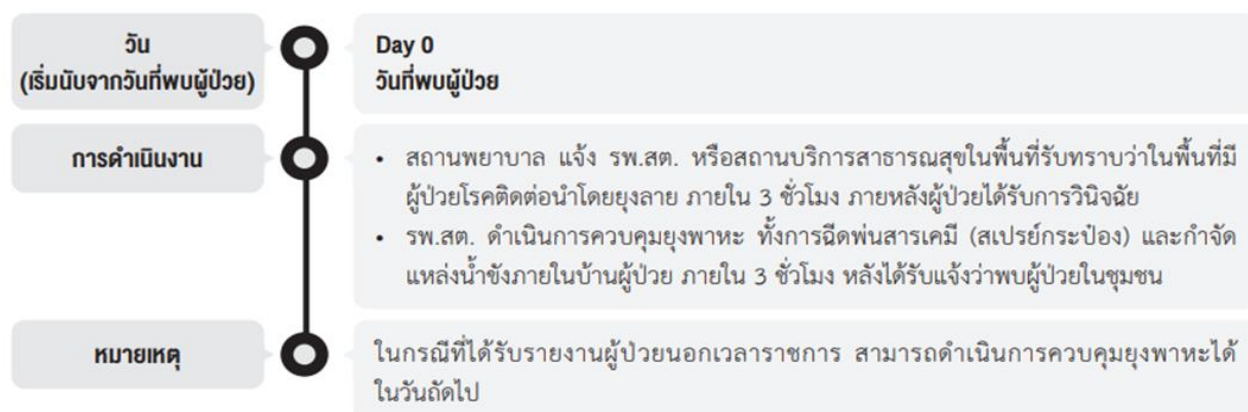 วัน
(เริ่มนับจากวันที่พบผู้ป่วย)
Day 0
วันที่พบผู้ป่วย
การดำเนินงาน
• สถานพยาบาล แจ้ง รพ.สต. หรือสถานบริการสาธารณสุขในพื้นที่รับทราบว่าในพื้นที่มี
ผู้ป่วยโรคติดต่อนำโดยยุงลาย ภายใน 3 ชั่วโมง ภายหลังผู้ป่วยได้รับการวินิจฉัย
• รพ.สต. ดำเนินการควบคุมยุงพาหะ ทั้งการฉีดพ่นสารเคมี (สเปรย์กระป๋อง) และกำจัด
แหล่งน้ำขังภายในบ้านผู้ป่วย ภายใน 3 ชั่วโมง หลังได้รับแจ้งว่าพบผู้ป่วยในชุมชน
หมายเหตุ
ในกรณีที่ได้รับรายงานผู้ป่วยนอกเวลาราชการ สามารถดำเนินการควบคุมยุงพาหะได้
ในวันถัดไป